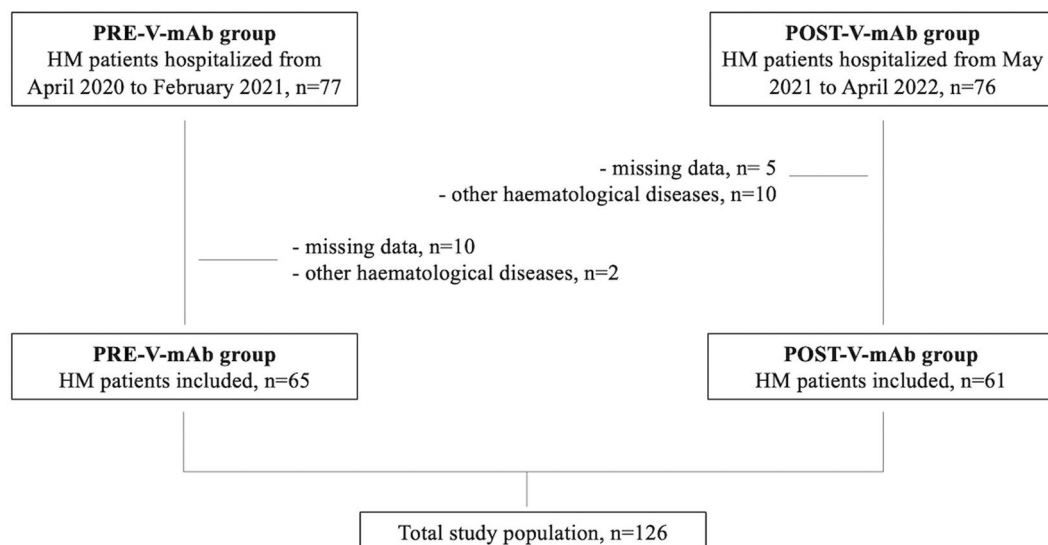 PRE-V-mAb group
HM patients hospitalized from
April 2020 to February 2021, n=77
POST-V-mAb group
HM patients hospitalized from May
2021 to April 2022, n=76
- missing data, n= 5
- other haematological diseases, n=10
- missing data, n=10
- other haematological diseases, n=2
PRE-V-mAb group
HM patients included, n=65
POST-V-mAb group
HM patients included, n=61
Total study population, n=126